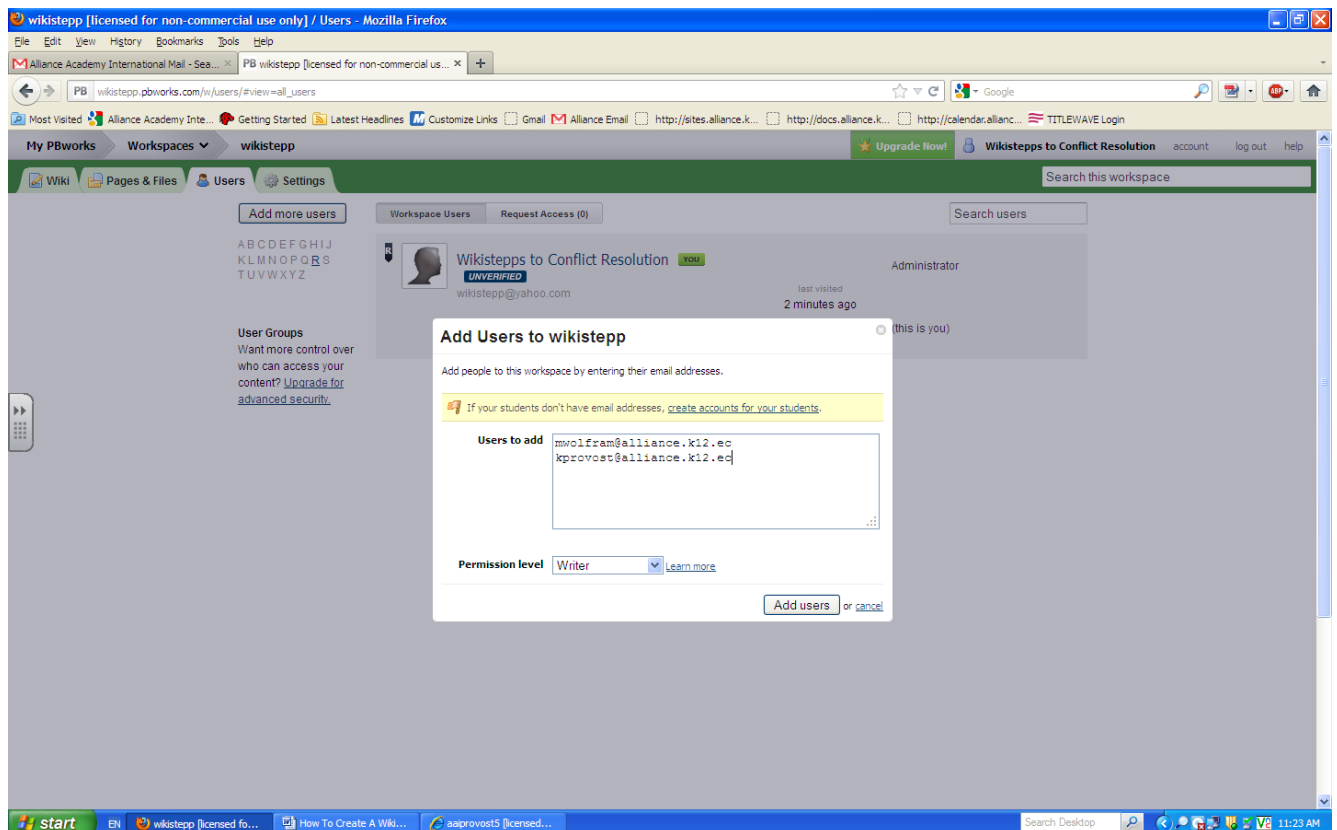 wikistepp [licensed for non-commercial use only] / Users - Mozilla Firefox
File Edit View History Bookmarks Tools Help
Alliance Academy International Mail - Sea... PB wikistepp [licensed for non-commercial us...
PB wikistepp.pbworks.com/w/users/#view=all_users Google
Most Visited Alliance Academy Inte... Getting Started Latest Headlines Customize Links Gmail Alliance Email http://sites.alliance.k... http://docs.alliance.k... http://calendar.allianc... TITLEWAVE Login
My PBworks Workspaces wikistepp Upgrade Now! Wikistepps to Conflict Resolution account log out help
Wiki Pages & Files Users Settings Search this workspace
Add more users Workspace Users Request Access (0) Search users
A B C D E F G H I J
K L M N O P Q R S
T U V W X Y Z
R
Wikistepps to Conflict Resolution YOU
UNVERIFIED
wikistepp@yahoo.com
last visited
2 minutes ago
Administrator
(this is you)
User Groups
Want more control over
who can access your
content? Upgrade for
advanced security.
Add Users to wikistepp
Add people to this workspace by entering their email addresses.
If your students don't have email addresses, create accounts for your students.
Users to add
mwolfram@alliance.k12.ec
kprovost@alliance.k12.ec
Permission level Writer Learn more
Add users or cancel
start EN wikistepp [licensed fo... How To Create A Wiki... aaiprovost5 [licensed... Search Desktop 11:23 AM